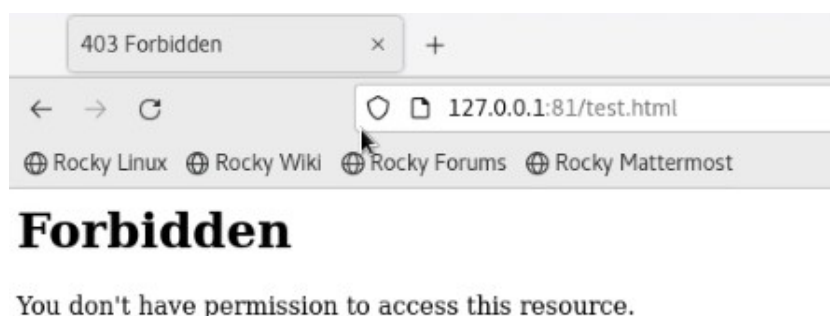 403 Forbidden
127.0.0.1:81/test.html
Rocky Linux Rocky Wiki Rocky Forums Rocky Mattermost
Forbidden
You don't have permission to access this resource.